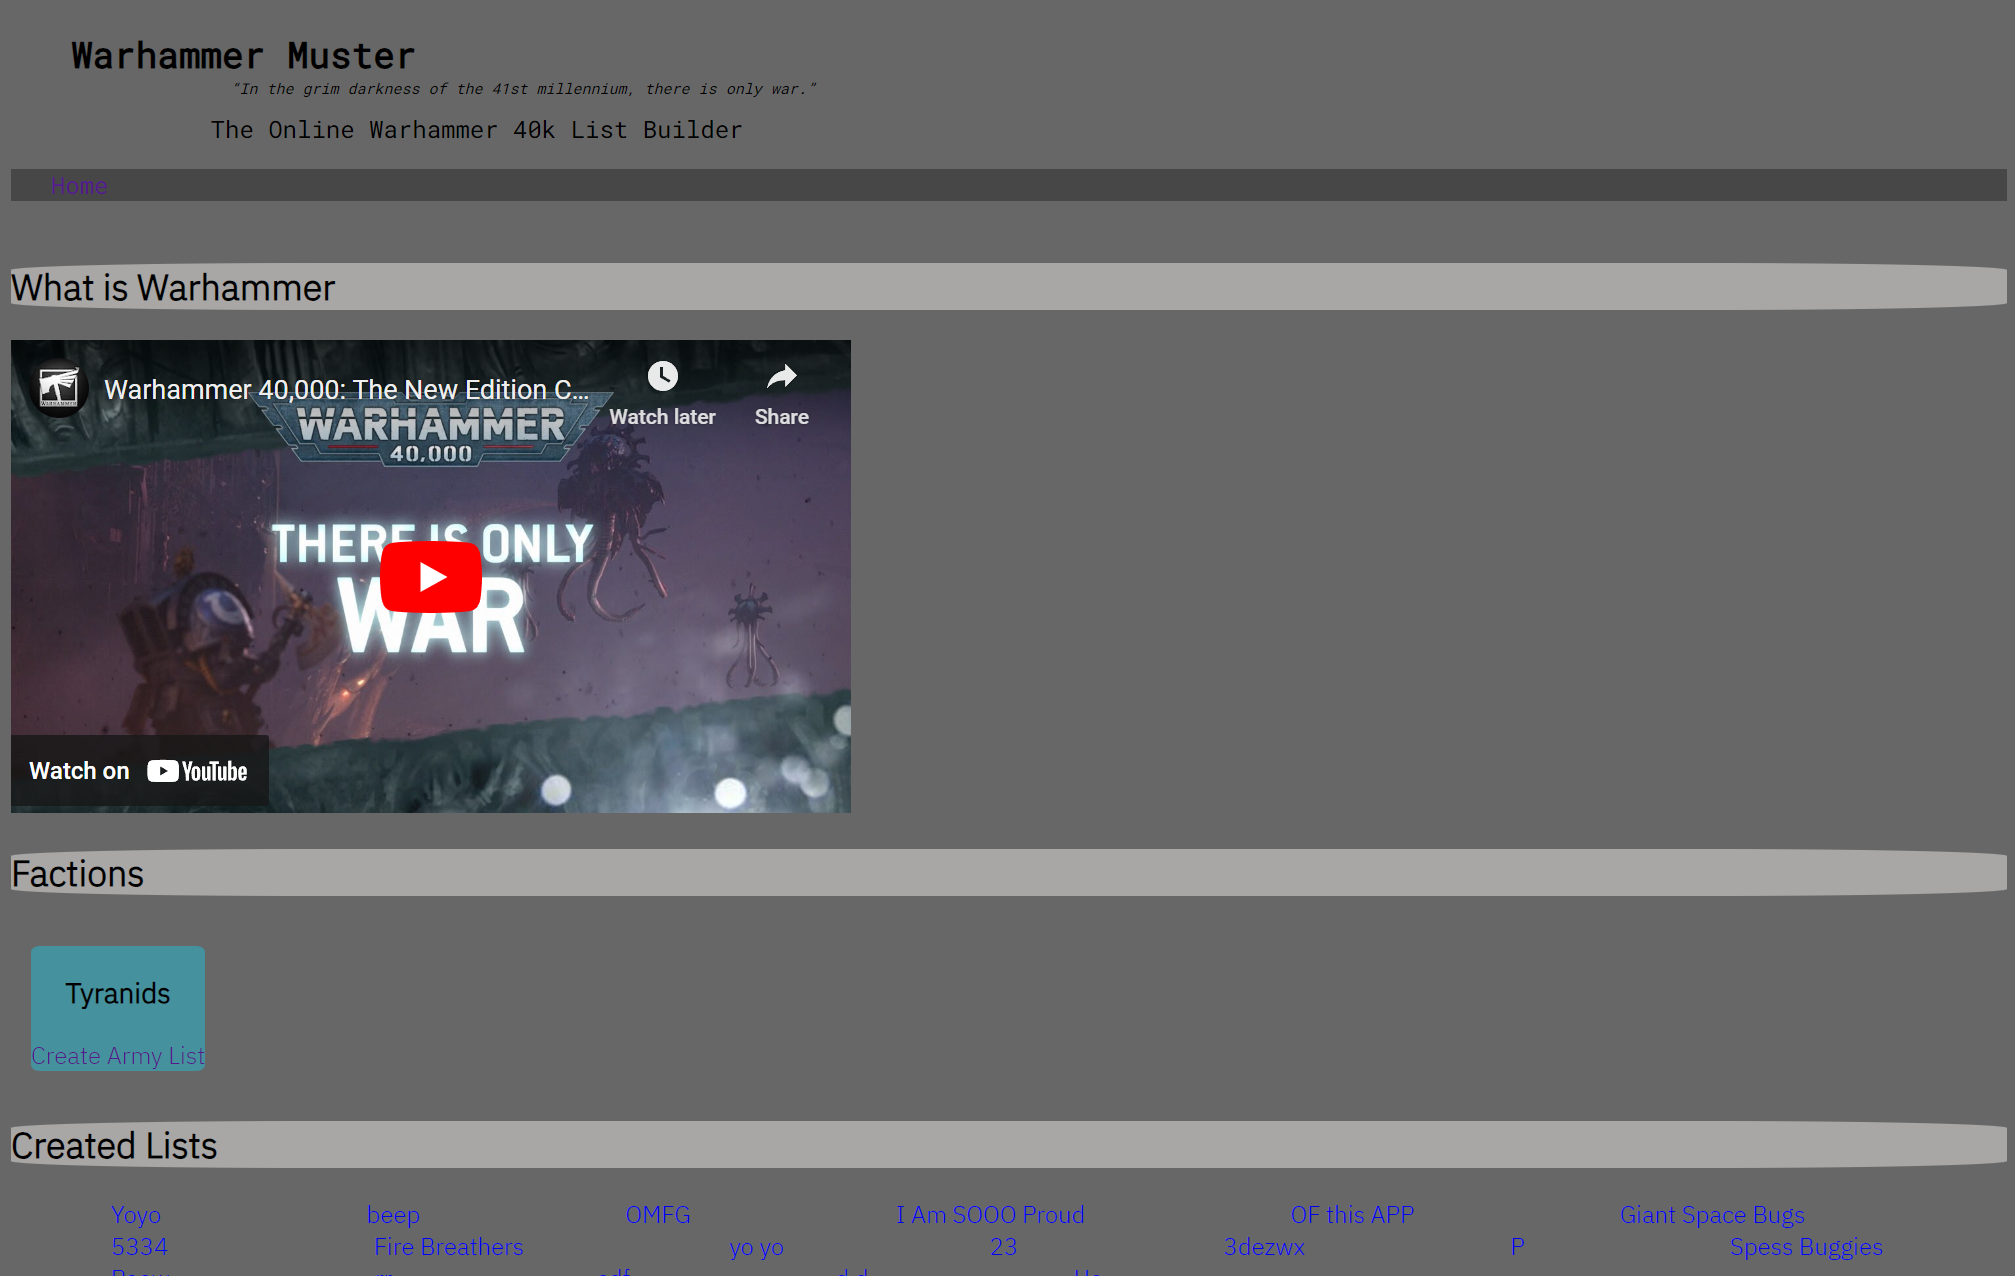 Warhammer Muster
“In the grim darkness of the 41st millennium, there is only war.”
The Online Warhammer 40k List Builder
Home
What is Warhammer
Warhammer 40,000: The New Edition C...
Watch later Share
WARHAMMER
40,000
THERE IS ONLY
WAR
Watch on YouTube
Factions
Tyranids
Create Army List
Created Lists
Yoyo beep OMFG I Am SOOO Proud OF this APP Giant Space Bugs
5334 Fire Breathers yo yo 23 3dezwx P Spess Buggies